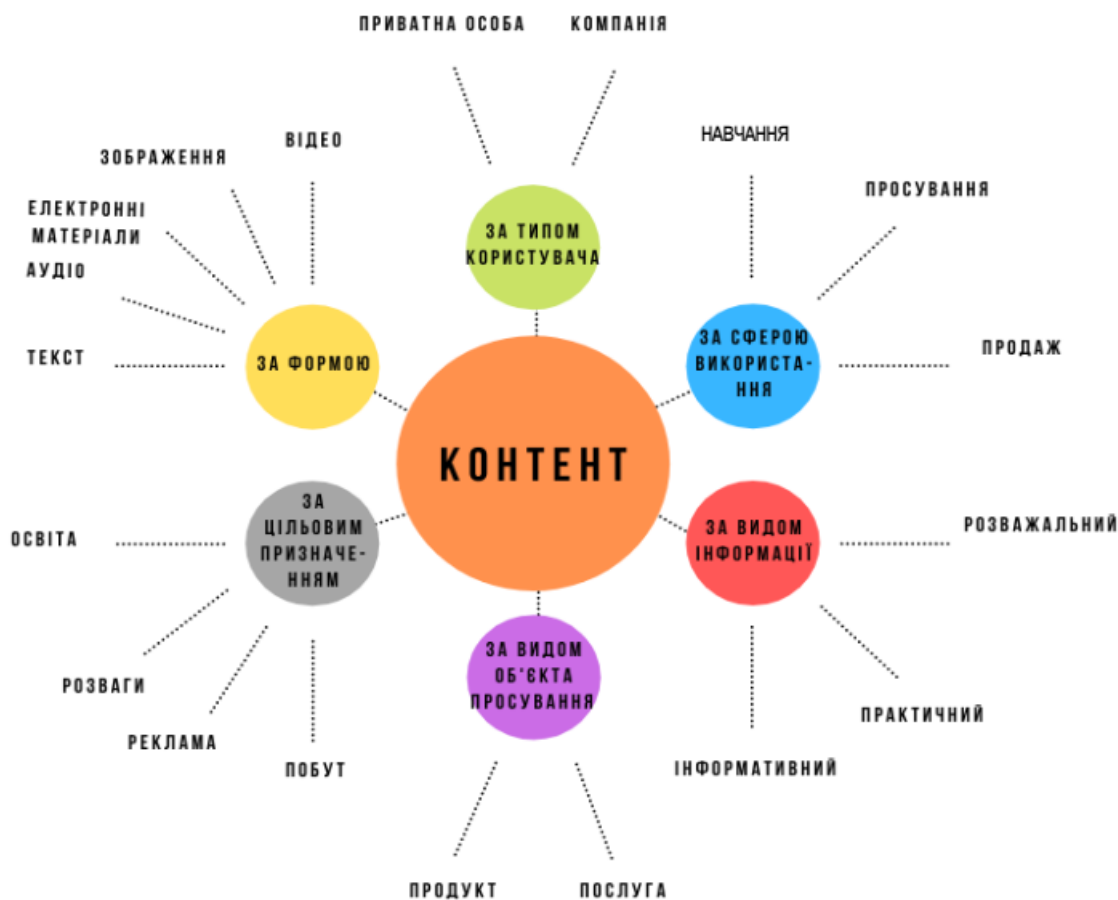 ПРИВАТНА ОСОБА
КОМПАНІЯ
ВІДЕО
НАВЧАННЯ
ЗОБРАЖЕННЯ
ПРОСУВАННЯ
ЕЛЕКТРОННІ
МАТЕРІАЛИ
АУДІО
ЗА ТИПОМ
КОРИСТУВАЧА
ТЕКСТ
ЗА ФОРМОЮ
ЗА СФЕРОЮ
ВИКОРИСТА-
ННЯ
ПРОДАЖ
КОНТЕНТ
ОСВІТА
ЗА
ЦІЛЬОВИМ
ПРИЗНАЧЕ-
ННЯМ
ЗА ВИДОМ
ІНФОРМАЦІЇ
РОЗВАЖАЛЬНИЙ
ЗА ВИДОМ
ОБ'ЄКТА
ПРОСУВАННЯ
РОЗВАГИ
РЕКЛАМА
ПОБУТ
ІНФОРМАТИВНИЙ
ПРАКТИЧНИЙ
ПРОДУКТ
ПОСЛУГА